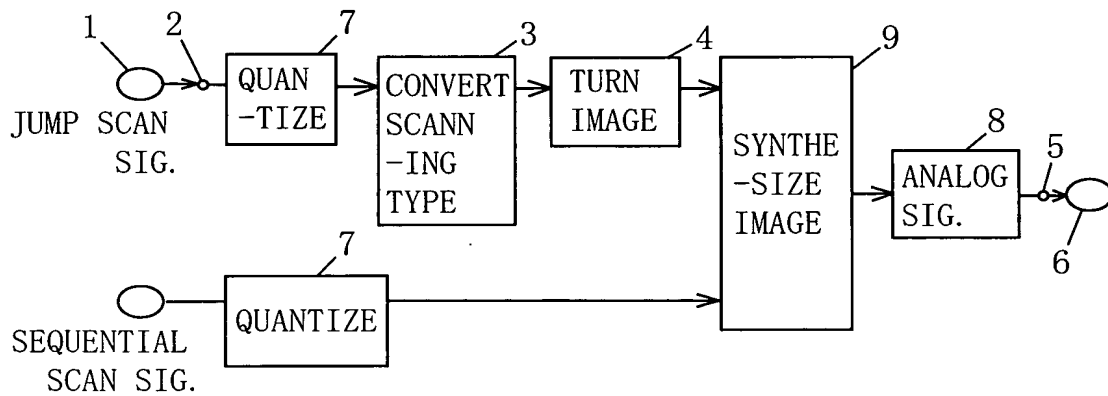 1
2
7
3
4
9
QUAN
-TIZE
CONVERT
SCANN
-ING
TYPE
TURN
IMAGE
JUMP SCAN
SIG.
SYNTHE
-SIZE
IMAGE
8
5
ANALOG
SIG.
6
7
QUANTIZE
SEQUENTIAL
SCAN SIG.